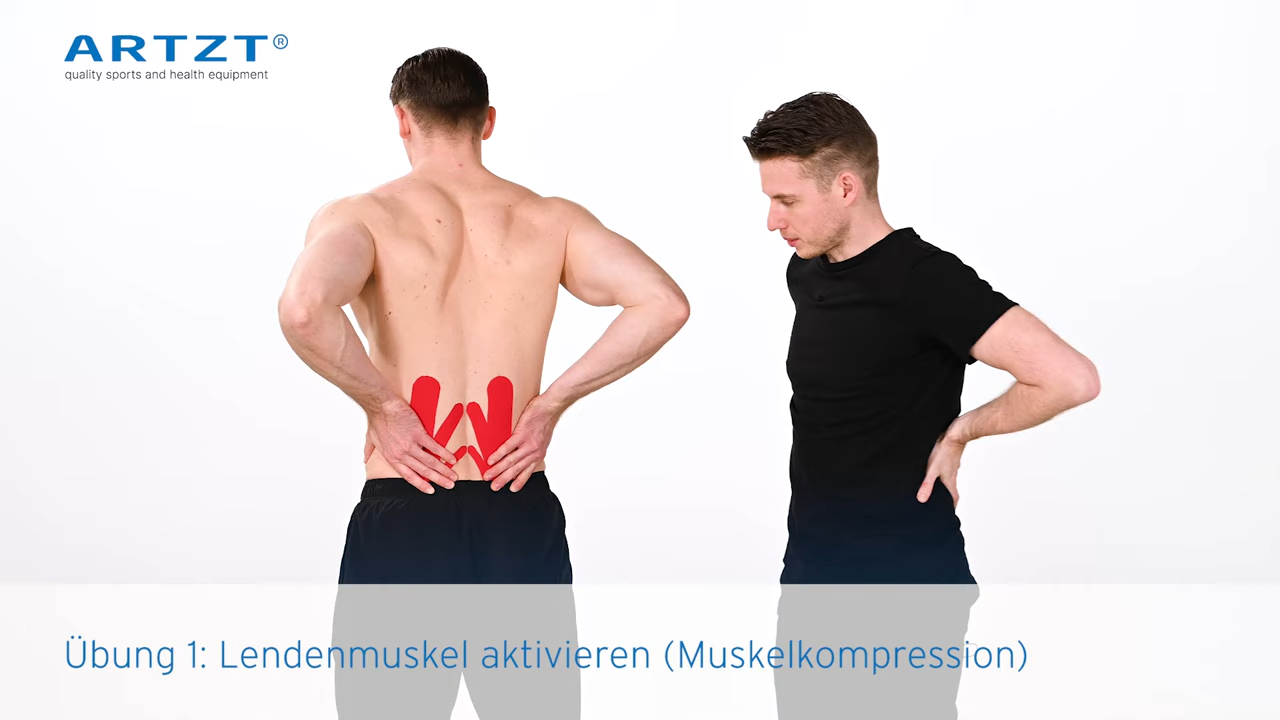 ARTZT®
quality sports and health equipment
Übung 1: Lendenmuskel aktivieren (Muskelkompression)